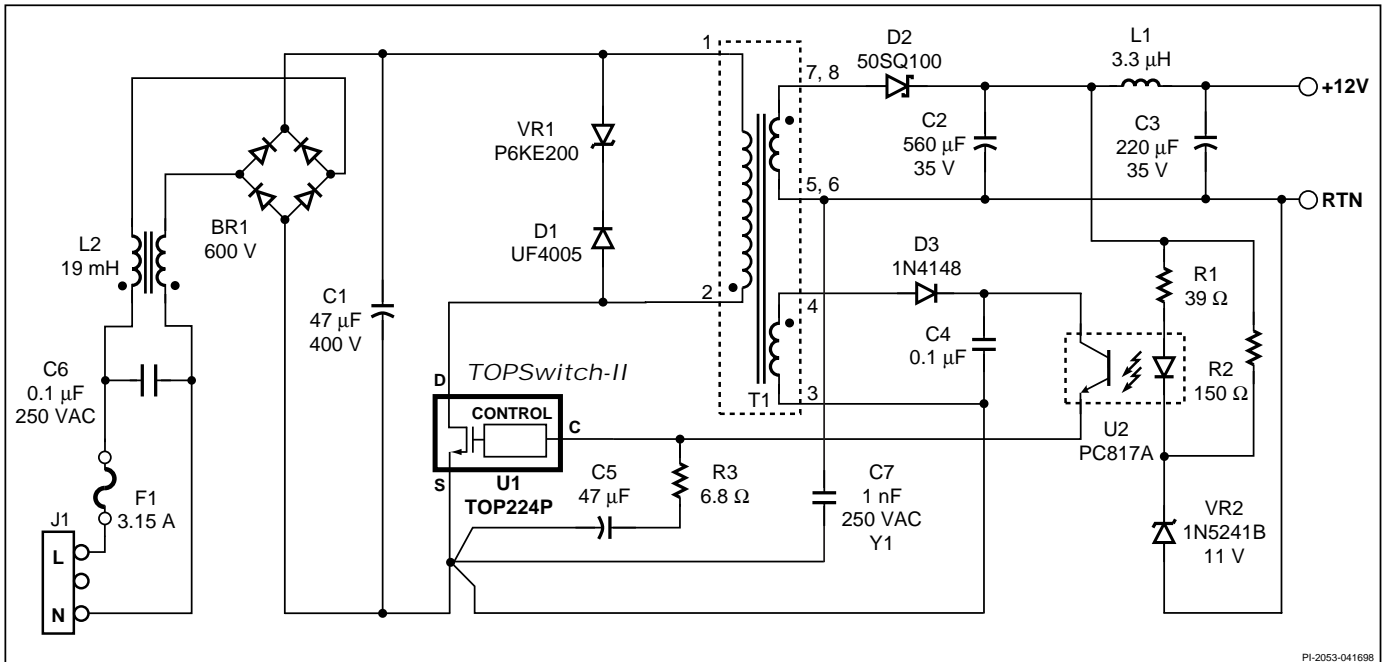 D2
50SQ100
L1
3.3 µH
1
7, 8
+12V
VR1
P6KE200
C2
560 µF
35 V
C3
220 µF
35 V
5, 6
RTN
BR1
600 V
L2
19 mH
D1
UF4005
D3
1N4148
R1
39 Ω
2
4
C1
47 µF
400 V
C4
0.1 µF
R2
150 Ω
C6
0.1 µF
250 VAC
TOPSwitch-II
D
T1
3
CONTROL
C
U2
PC817A
S
U1
TOP224P
C5
47 µF
R3
6.8 Ω
C7
1 nF
250 VAC
Y1
F1
3.15 A
VR2
1N5241B
11 V
J1
L
N
PI-2053-041698